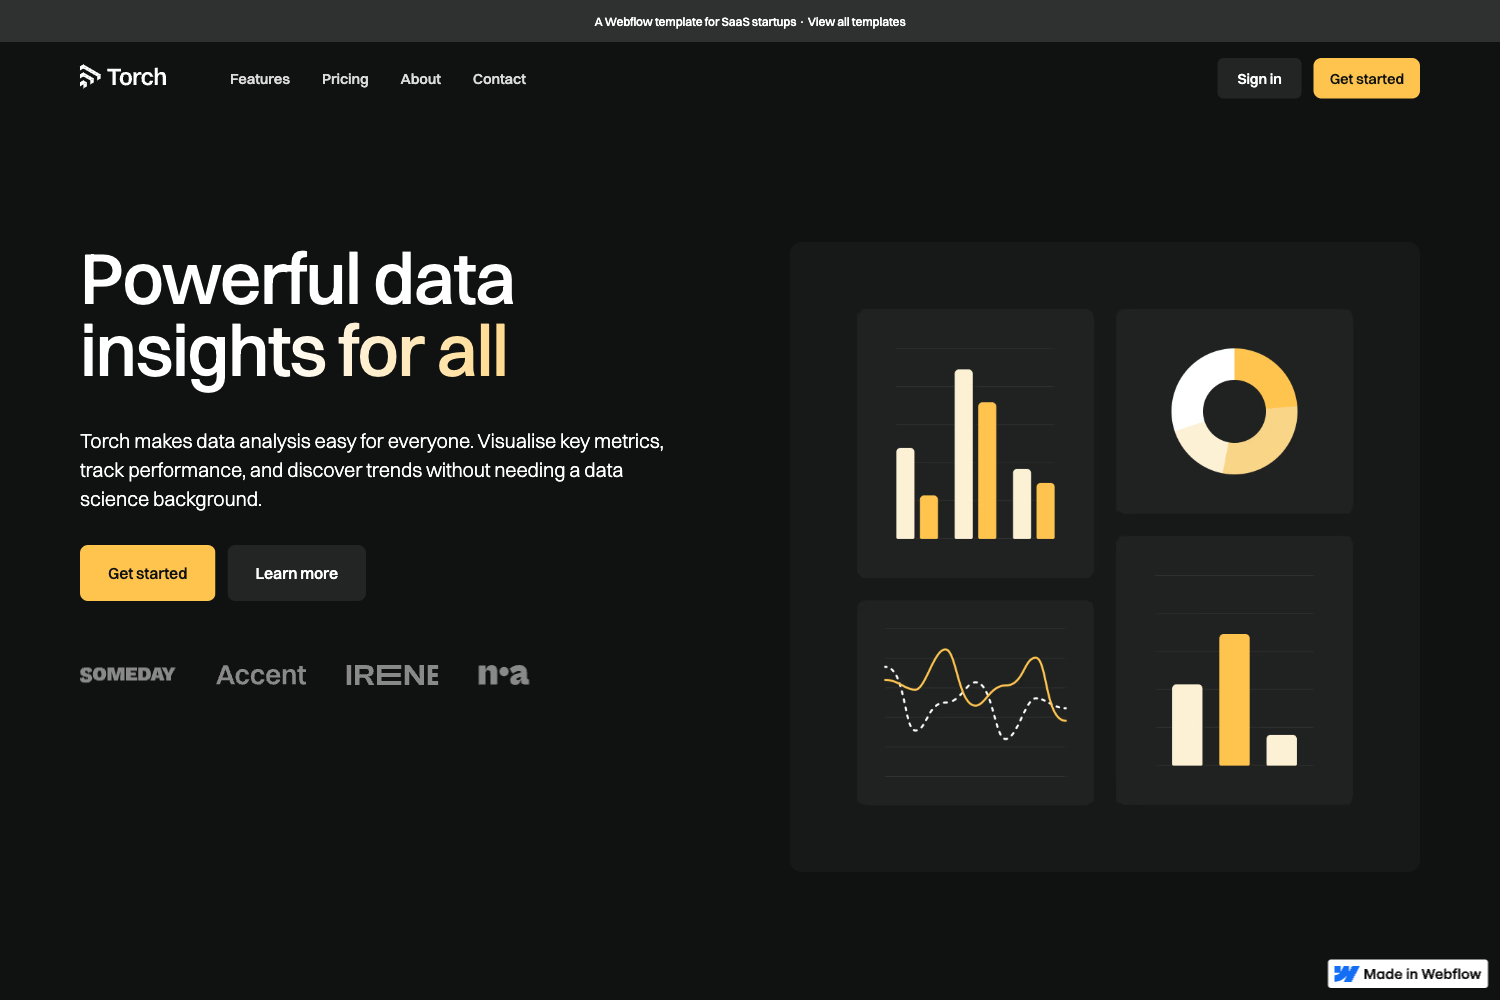 A Webflow template for SaaS startups · View all templates
Torch
Features
Pricing
About
Contact
Sign in
Get started
Powerful data
insights for all
Torch makes data analysis easy for everyone. Visualise key metrics,
track performance, and discover trends without needing a data
science background.
Get started
Learn more
SOMEDAY
Accent
IRENE
n•a
Made in Webflow